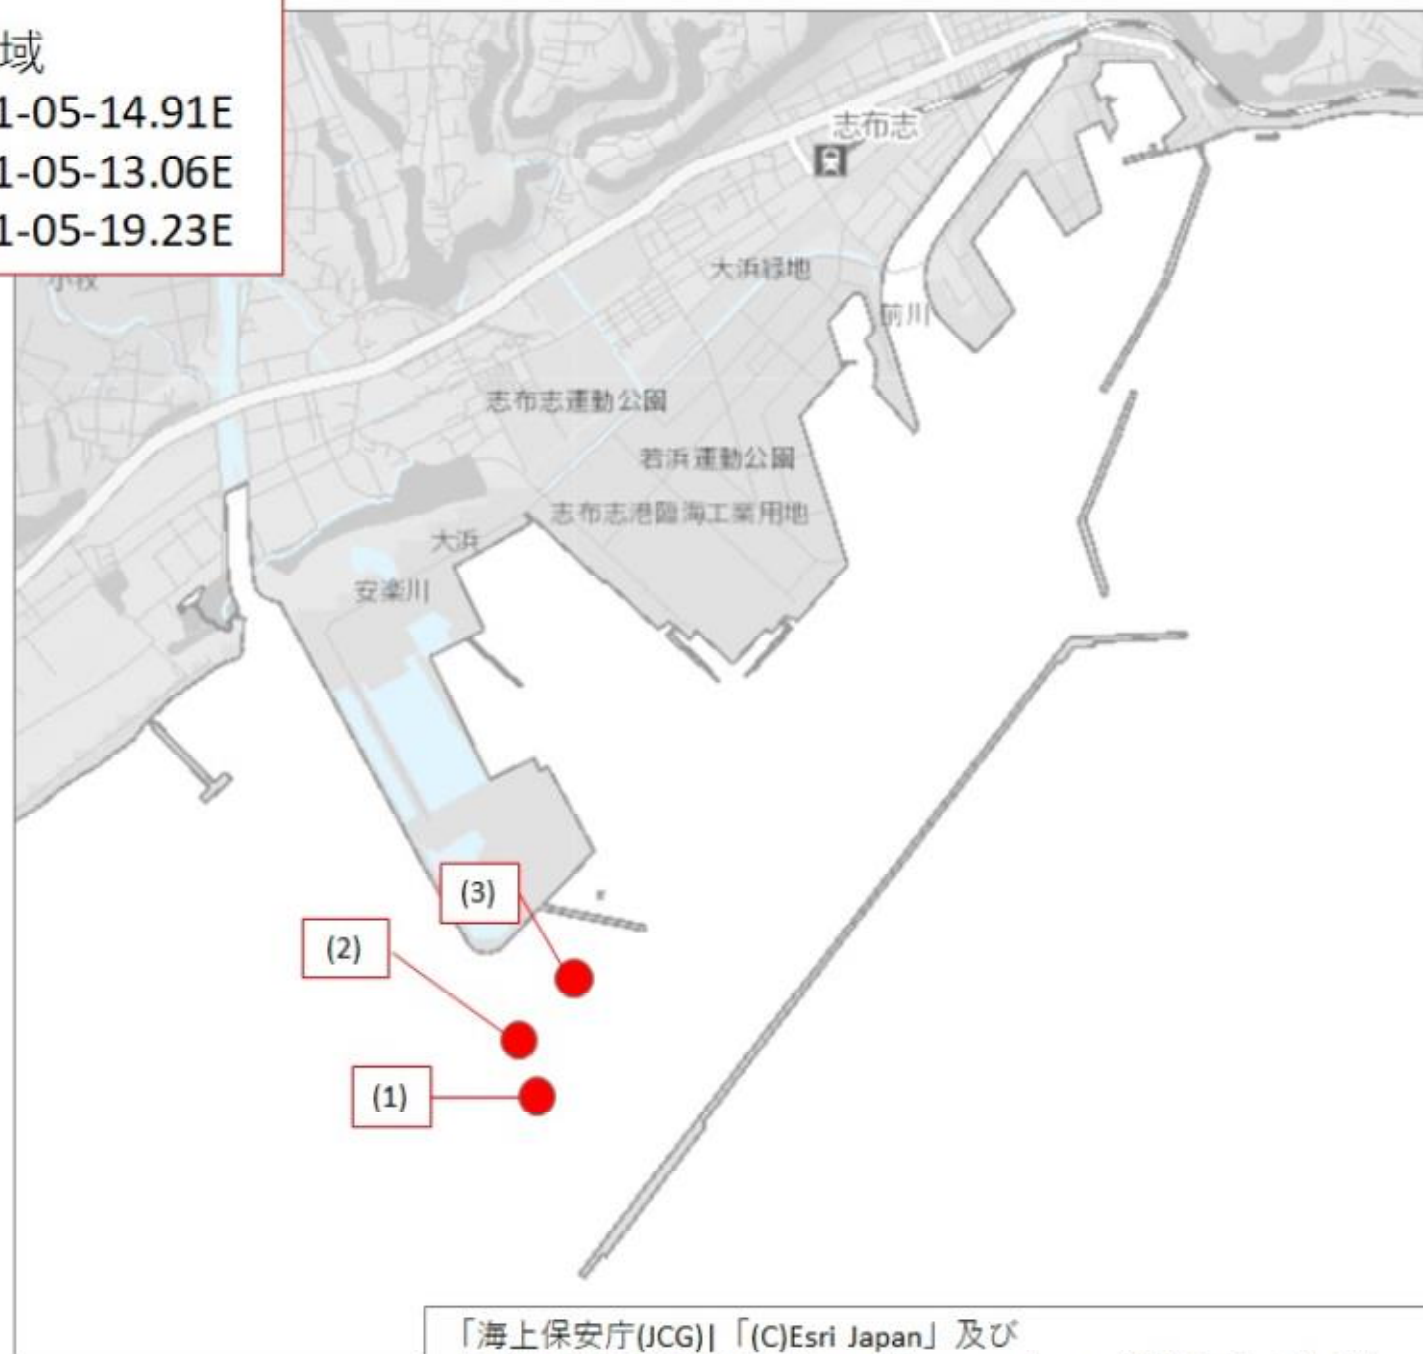 域
1-05-14.91E
1-05-13.06E
1-05-19.23E
志布志
大浜緑地
前川
志布志運動公園
若浜運動公園
志布志港臨海工業用地
大浜
安楽川
(3)
(2)
(1)
「海上保安庁(JCG)|「(C)Esri Japan」及び